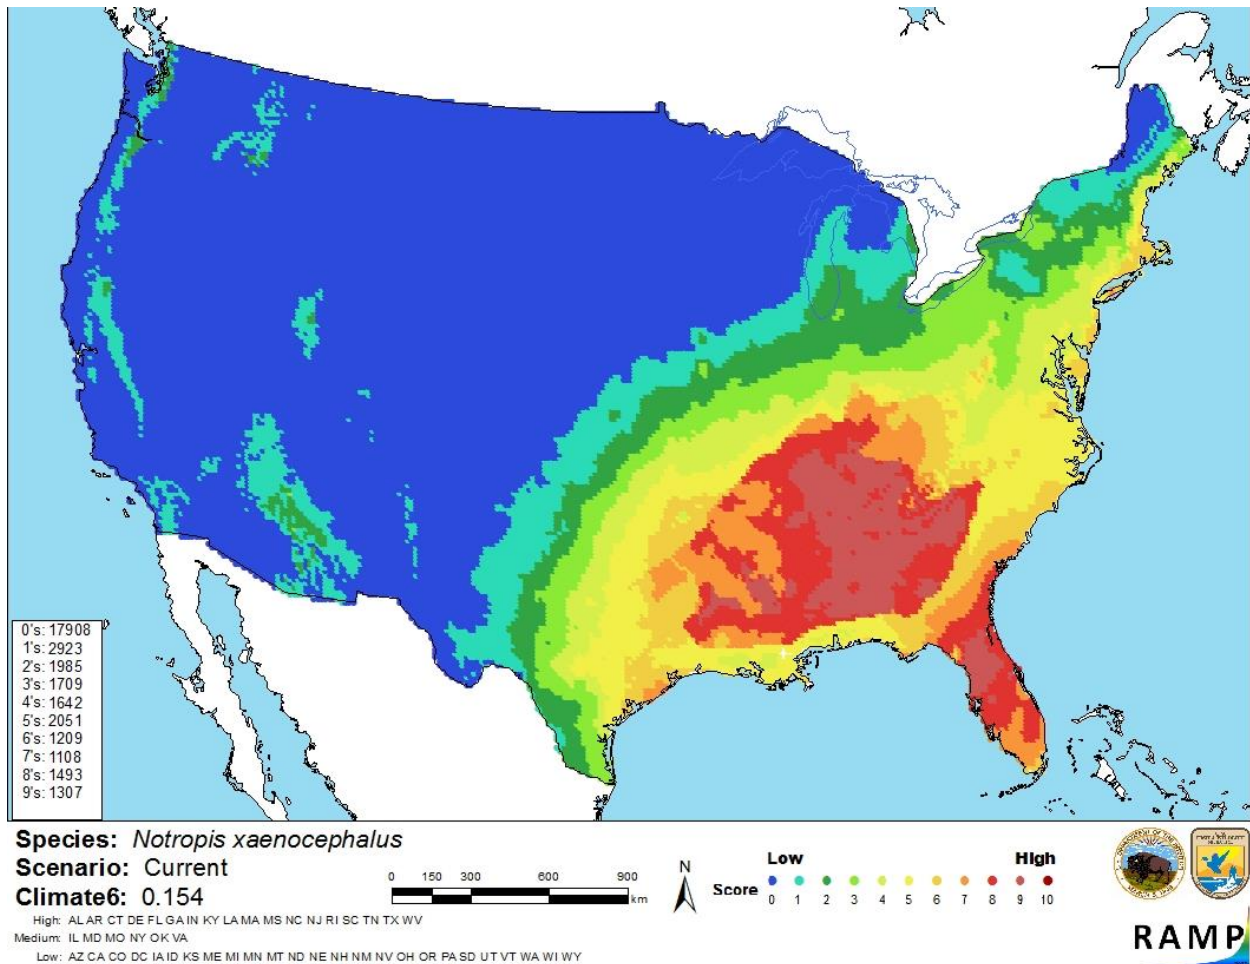 0's: 17908
1's: 2923
2's: 1985
3's: 1709
4's: 1642
5's: 2051
6's: 1209
7's: 1108
8's: 1493
9's: 1307
Species: Notropis xaenocephalus
Scenario: Current
Climate6: 0.154
High: AL AR CT DE FL GA IN KY LA MA MS NC NJ RI SC TN TX WV
Medium: IL MD MO NY OK VA
Low: AZ CA CO DC IA ID KS ME MI MN MT ND NE NH NM NV OH OR PA SD UT VT WA WI WY
0 150 300 600 900
km
N
Low High
Score
0 1 2 3 4 5 6 7 8 9 10
RAMP